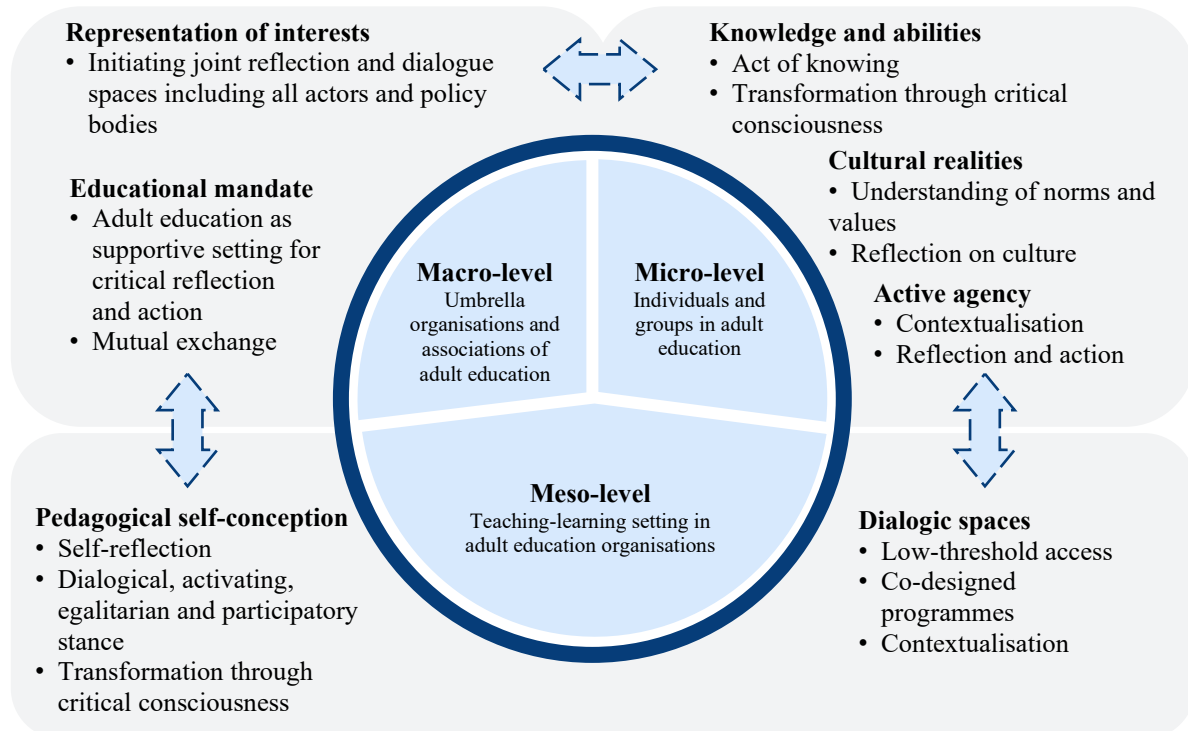 Representation of interests
• Initiating joint reflection and dialogue
spaces including all actors and policy
bodies
Educational mandate
• Adult education as
supportive setting for
critical reflection
and action
• Mutual exchange
Knowledge and abilities
• Act of knowing
• Transformation through critical
consciousness
Cultural realities
• Understanding of norms and
values
• Reflection on culture
Active agency
• Contextualisation
• Reflection and action
Macro-level
Umbrella
organisations and
associations of
adult education
Micro-level
Individuals and
groups in adult
education
Meso-level
Teaching-learning setting in
adult education organisations
Pedagogical self-conception
• Self-reflection
• Dialogical, activating,
egalitarian and participatory
stance
• Transformation through
critical consciousness
Dialogic spaces
• Low-threshold access
• Co-designed
programmes
• Contextualisation